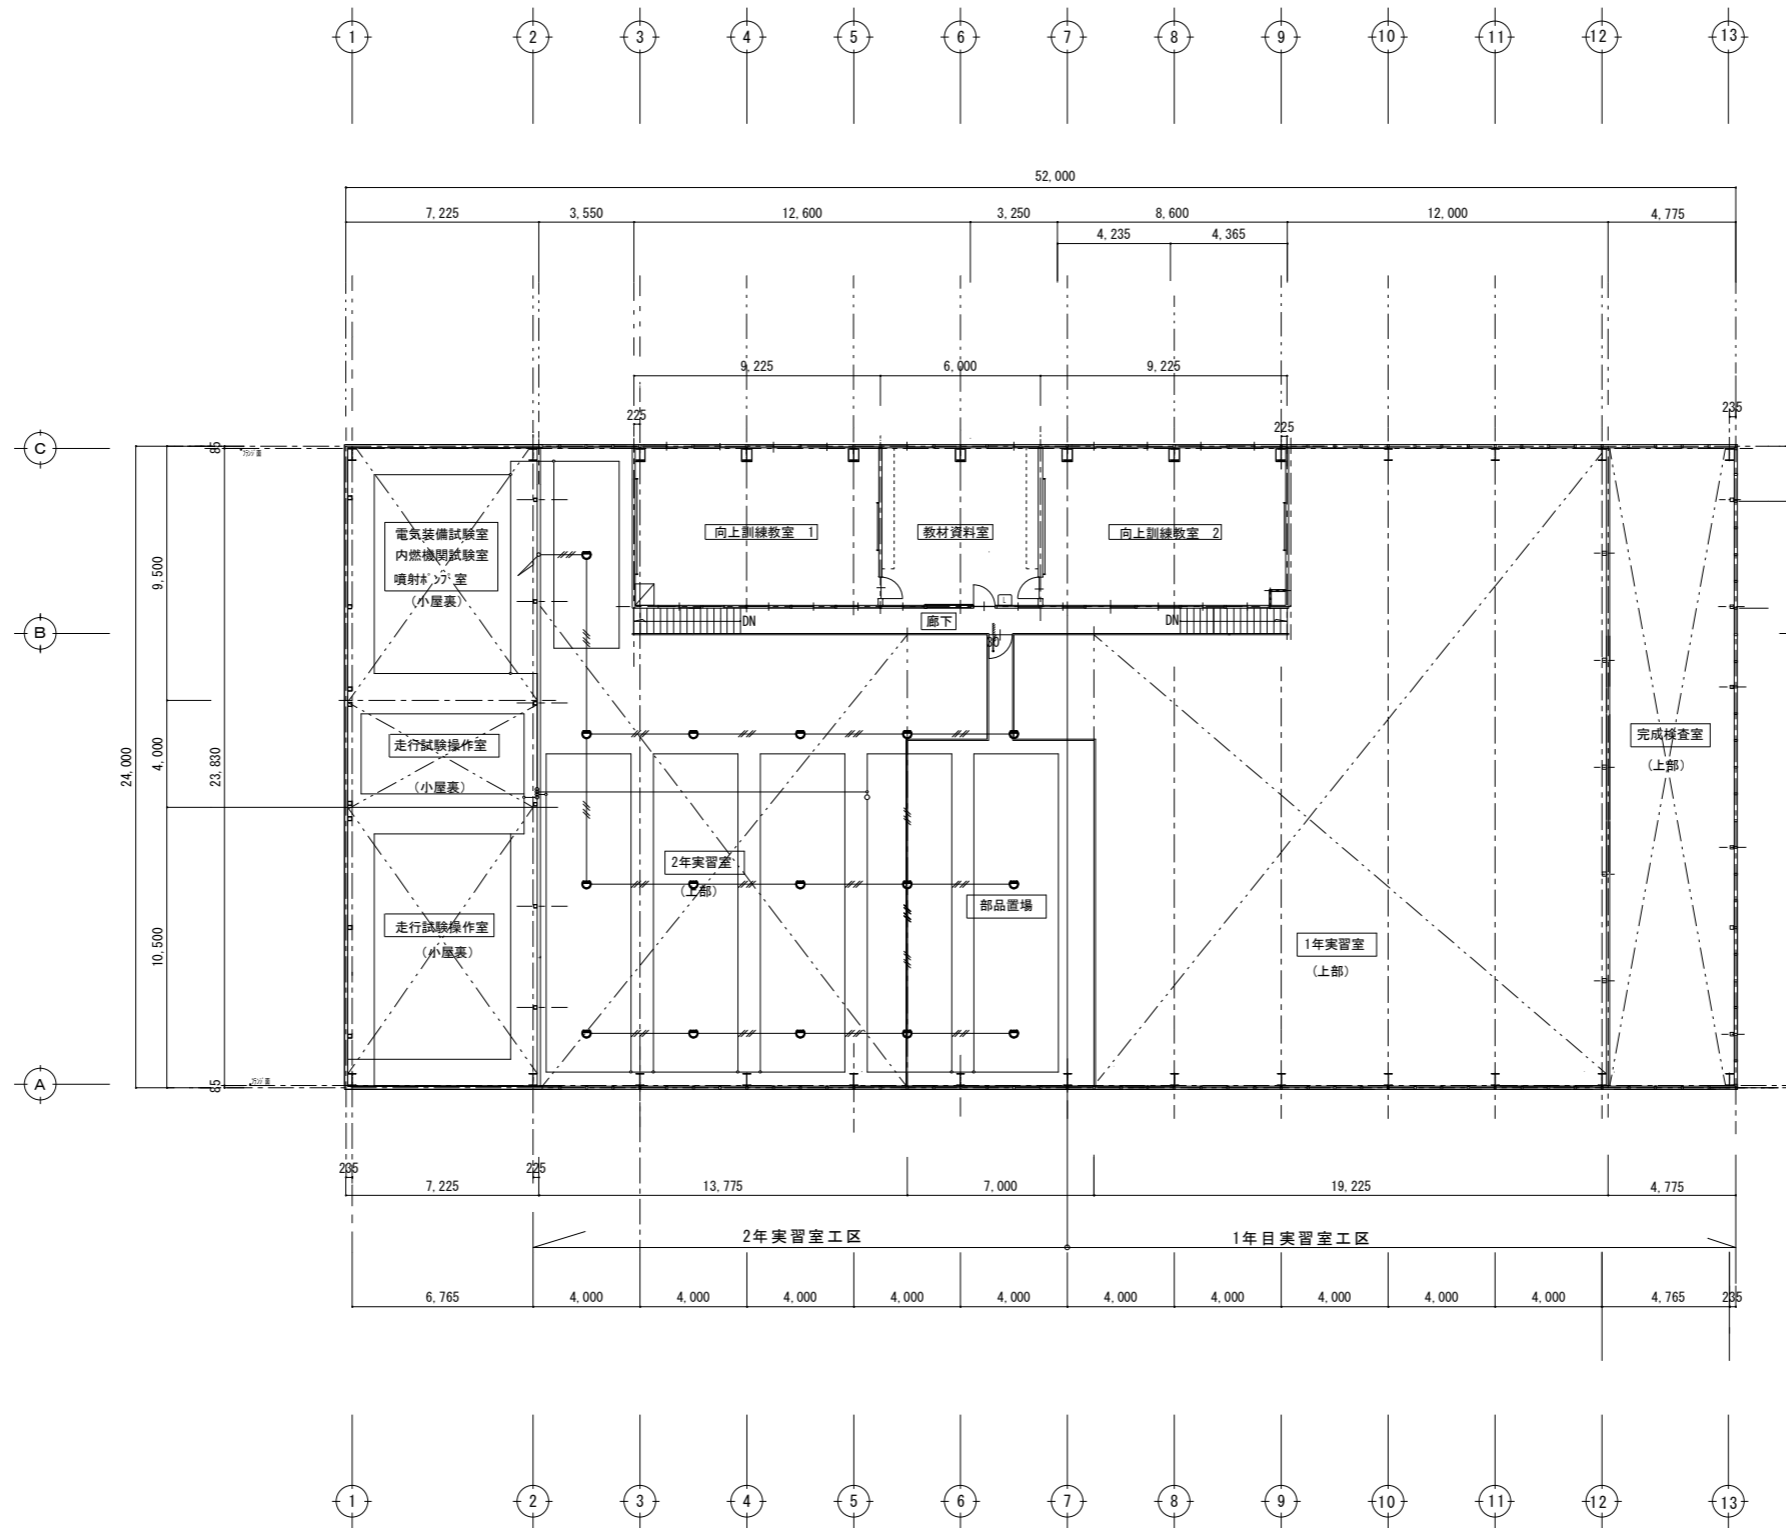 1 2 3 4 5 6 7 8 9 10 11 12 13
52,000
7,225 3,550 12,600 3,250 8,600 12,000 4,775
4,235 4,365
9,225 6,000 9,225
225 225 235
C
85
電気装備試験室
内燃機関試験室
噴射ポンプ室
(小屋裏)
向上訓練教室 1
教材資料室
向上訓練教室 2
L
9,500
B
DN
廊下
DN
走行試験操作室
(小屋裏)
完成検査室
(上部)
24,000
4,000
23,830
2年実習室
(上部)
部品置場
走行試験操作室
(小屋裏)
1年実習室
(上部)
10,500
A
85
235 225
7,225 13,775 7,000 19,225 4,775
2年実習室工区
1年目実習室工区
6,765 4,000 4,000 4,000 4,000 4,000 4,000 4,000 4,000 4,000 4,000 4,765 235
1 2 3 4 5 6 7 8 9 10 11 12 13